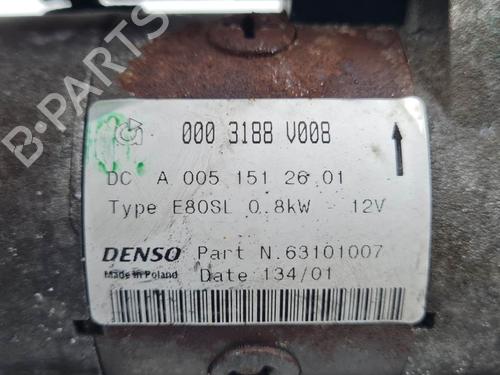 000 3188 V008
DC A 005 151 26 01
Type E80SL 0.8kW - 12V
DENSO Part N.63101007
Made in Poland Date 134/01
B-PARTS